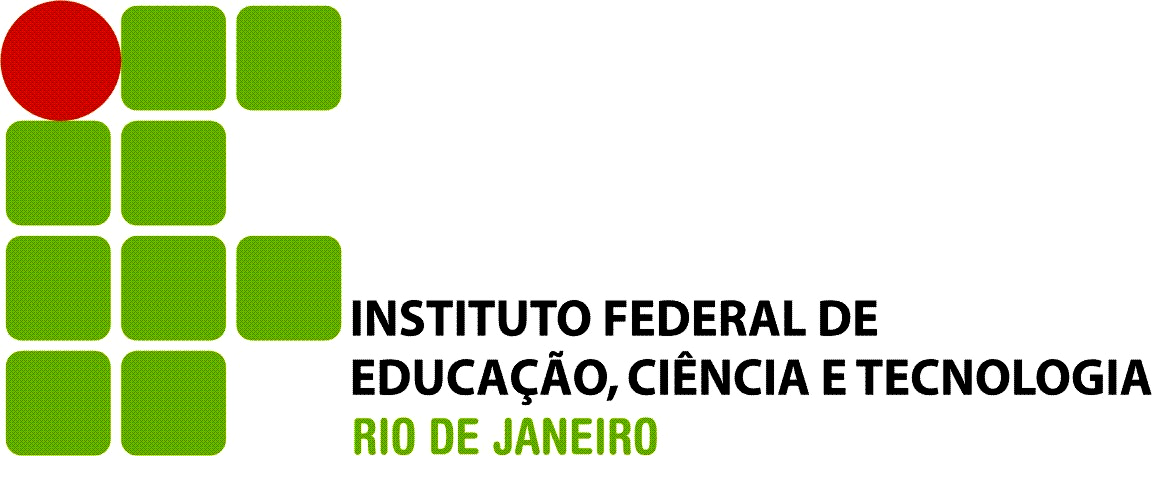 INSTITUTO FEDERAL DE
EDUCAÇÃO, CIÊNCIA E TECNOLOGIA
RIO DE JANEIRO